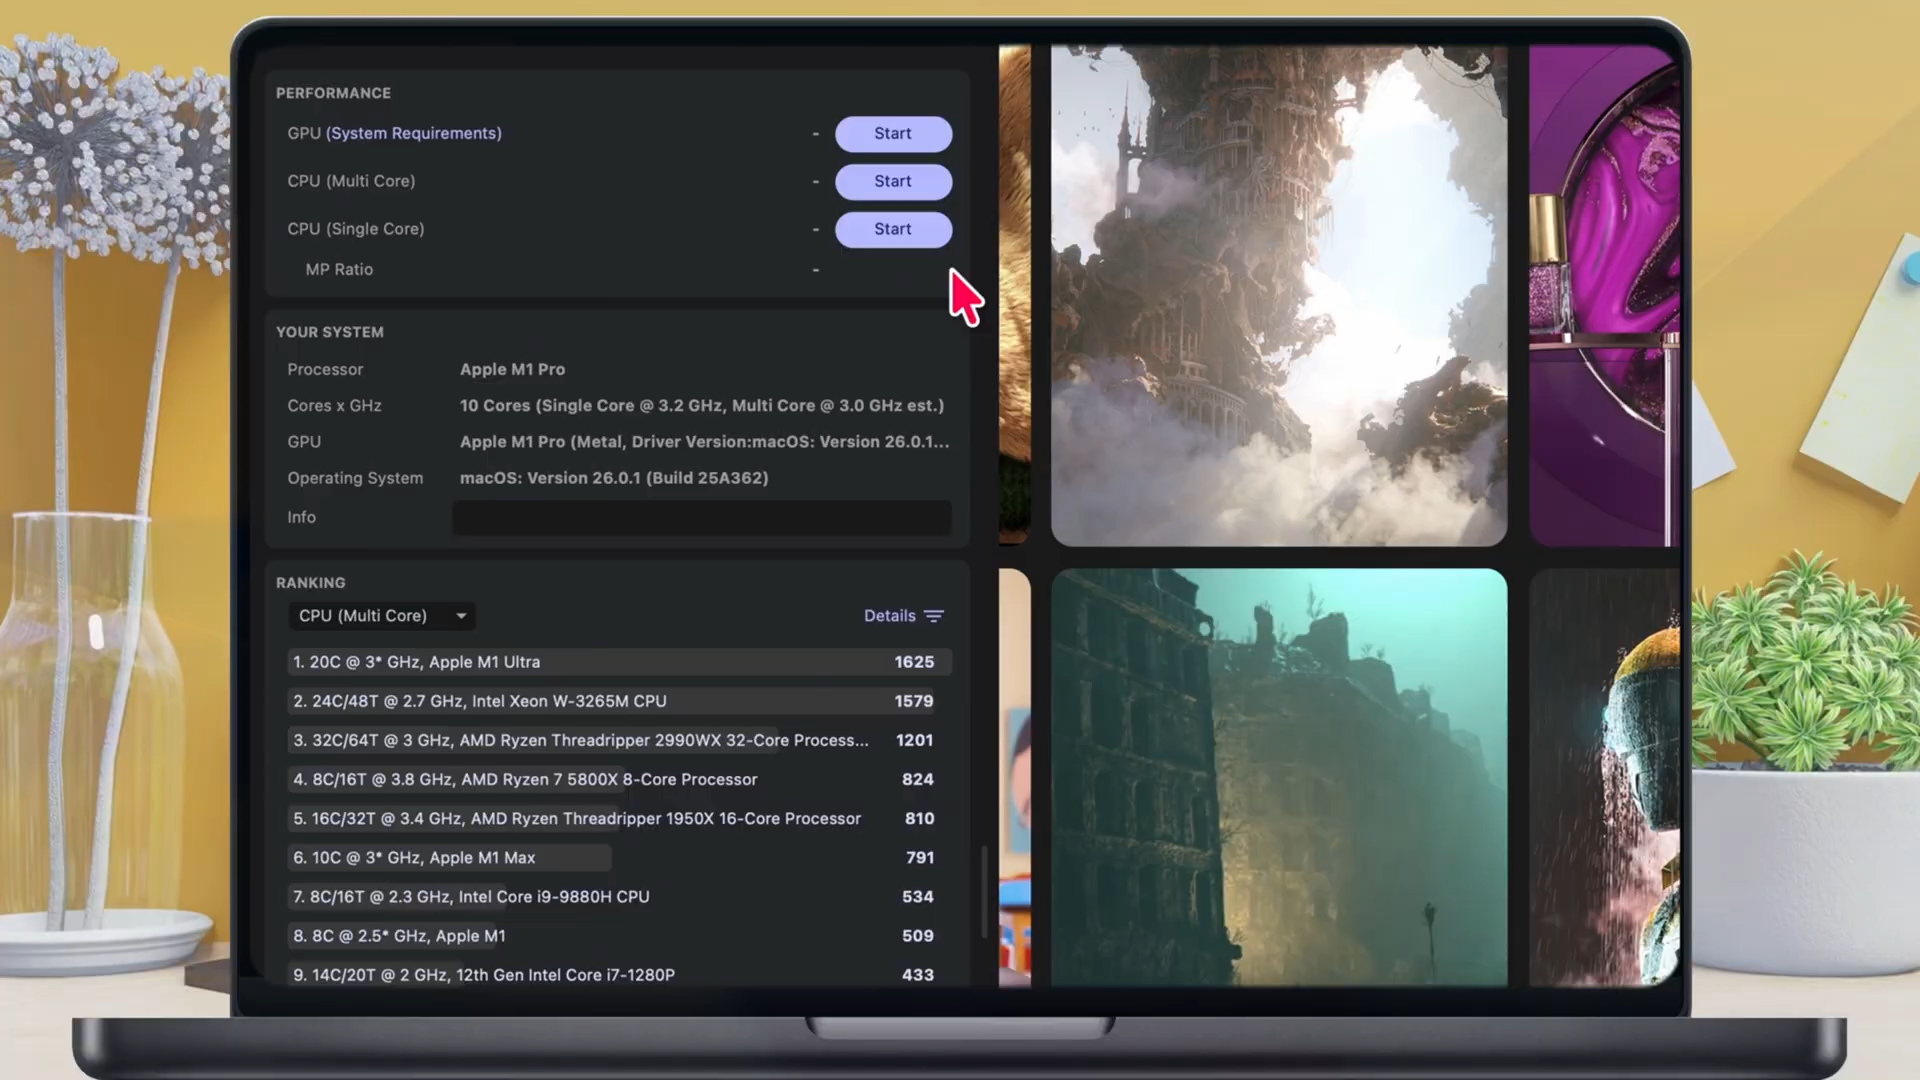 PERFORMANCE
GPU (System Requirements) - Start
CPU (Multi Core) - Start
CPU (Single Core) - Start
MP Ratio -
YOUR SYSTEM
Processor Apple M1 Pro
Cores x GHz 10 Cores (Single Core @ 3.2 GHz, Multi Core @ 3.0 GHz est.)
GPU Apple M1 Pro (Metal, Driver Version:macOS: Version 26.0.1...
Operating System macOS: Version 26.0.1 (Build 25A362)
Info
RANKING
CPU (Multi Core) Details
1. 20C @ 3* GHz, Apple M1 Ultra 1625
2. 24C/48T @ 2.7 GHz, Intel Xeon W-3265M CPU 1579
3. 32C/64T @ 3 GHz, AMD Ryzen Threadripper 2990WX 32-Core Process... 1201
4. 8C/16T @ 3.8 GHz, AMD Ryzen 7 5800X 8-Core Processor 824
5. 16C/32T @ 3.4 GHz, AMD Ryzen Threadripper 1950X 16-Core Processor 810
6. 10C @ 3* GHz, Apple M1 Max 791
7. 8C/16T @ 2.3 GHz, Intel Core i9-9880H CPU 534
8. 8C @ 2.5* GHz, Apple M1 509
9. 14C/20T @ 2 GHz, 12th Gen Intel Core i7-1280P 433